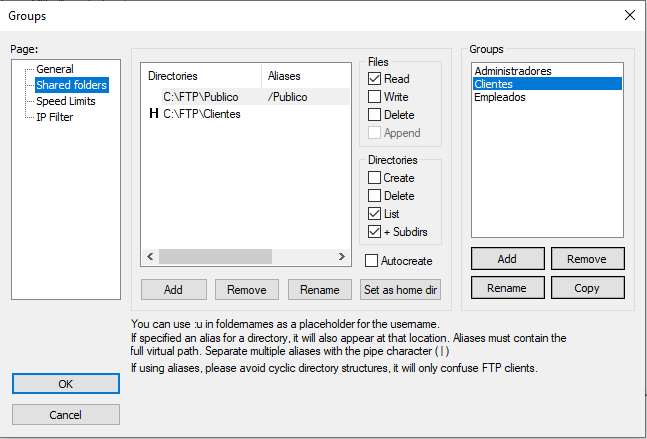 Groups
Page:
General
Shared folders
Speed Limits
IP Filter
Directories Aliases
C:\FTP\Publico /Publico
H C:\FTP\Clientes
Files
Read
Write
Delete
Append
Directories
Create
Delete
List
+ Subdirs
Autocreate
Add Remove Rename Set as home dir
Groups
Administradores
Clientes
Empleados
Add Remove
Rename Copy
You can use :u in foldernames as a placeholder for the username.
If specified an alias for a directory, it will also appear at that location. Aliases must contain the
full virtual path. Separate multiple aliases with the pipe character ( | )
If using aliases, please avoid cyclic directory structures, it will only confuse FTP clients.
OK
Cancel